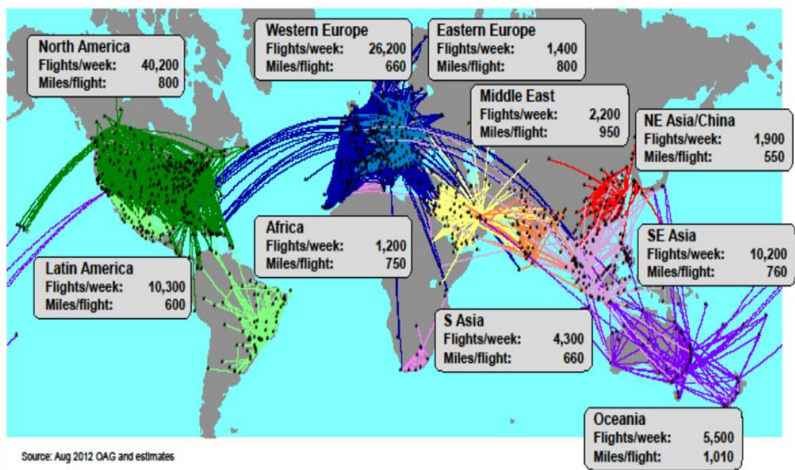 North America
Flights/week: 40,200
Miles/flight: 800
Western Europe
Flights/week: 26,200
Miles/flight: 660
Eastern Europe
Flights/week: 1,400
Miles/flight: 800
Middle East
Flights/week: 2,200
Miles/flight: 950
NE Asia/China
Flights/week: 1,900
Miles/flight: 550
Africa
Flights/week: 1,200
Miles/flight: 750
SE Asia
Flights/week: 10,200
Miles/flight: 760
Latin America
Flights/week: 10,300
Miles/flight: 600
S Asia
Flights/week: 4,300
Miles/flight: 660
Oceania
Flights/week: 5,500
Miles/flight: 1,010
Source: Aug 2012 OAG and estimates